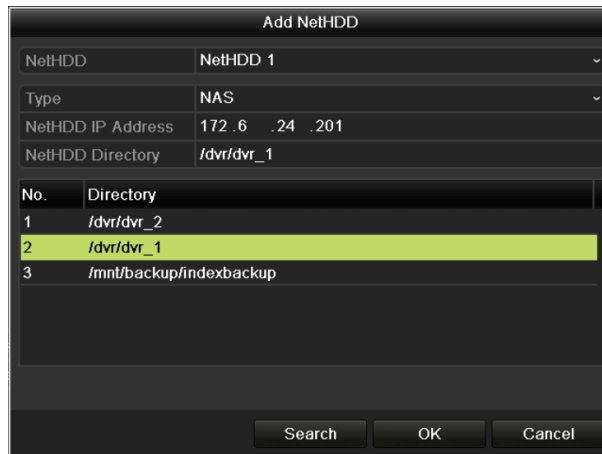 Add NetHDD
NetHDD NetHDD 1
Type NAS
NetHDD IP Address 172 .6 .24 .201
NetHDD Directory /dvr/dvr_1
No. Directory
1 /dvr/dvr_2
2 /dvr/dvr_1
3 /mnt/backup/indexbackup
Search OK Cancel